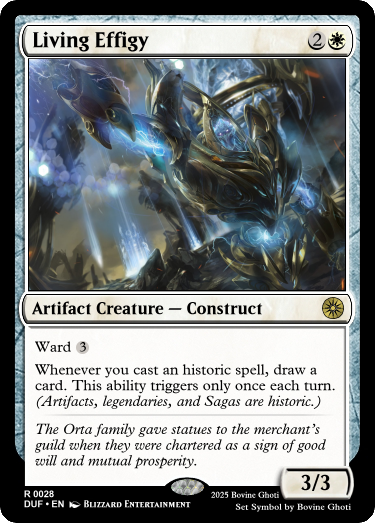 Living Effigy 2
Artifact Creature — Construct
Ward 3
Whenever you cast an historic spell, draw a
card. This ability triggers only once each turn.
(Artifacts, legendaries, and Sagas are historic.)
The Orta family gave statues to the merchant's
guild when they were chartered as a sign of good
will and mutual prosperity.
3/3
R 0028
DUF • EN Blizzard Entertainment
2025 Bovine Ghoti
Set Symbol by Bovine Ghoti